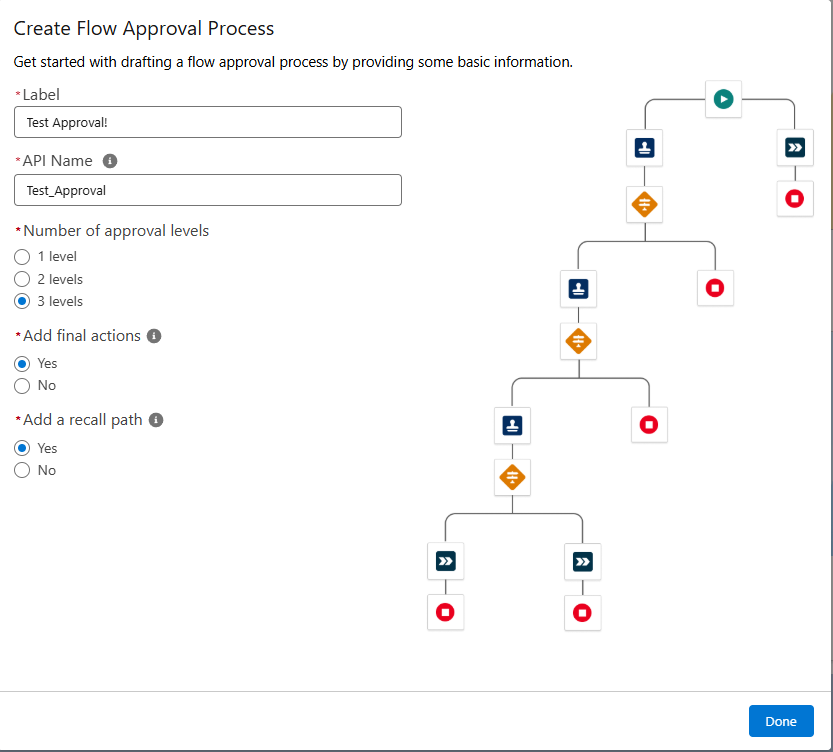 Create Flow Approval Process
Get started with drafting a flow approval process by providing some basic information.
*Label
Test Approval!
*API Name
Test_Approval
*Number of approval levels
1 level
2 levels
3 levels
*Add final actions
Yes
No
*Add a recall path
Yes
No
Done